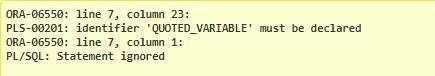 ORA-06550: line 7, column 23:
PLS-00201: identifier 'QUOTED_VARIABLE' must be declared
ORA-06550: line 7, column 1:
PL/SQL: Statement ignored